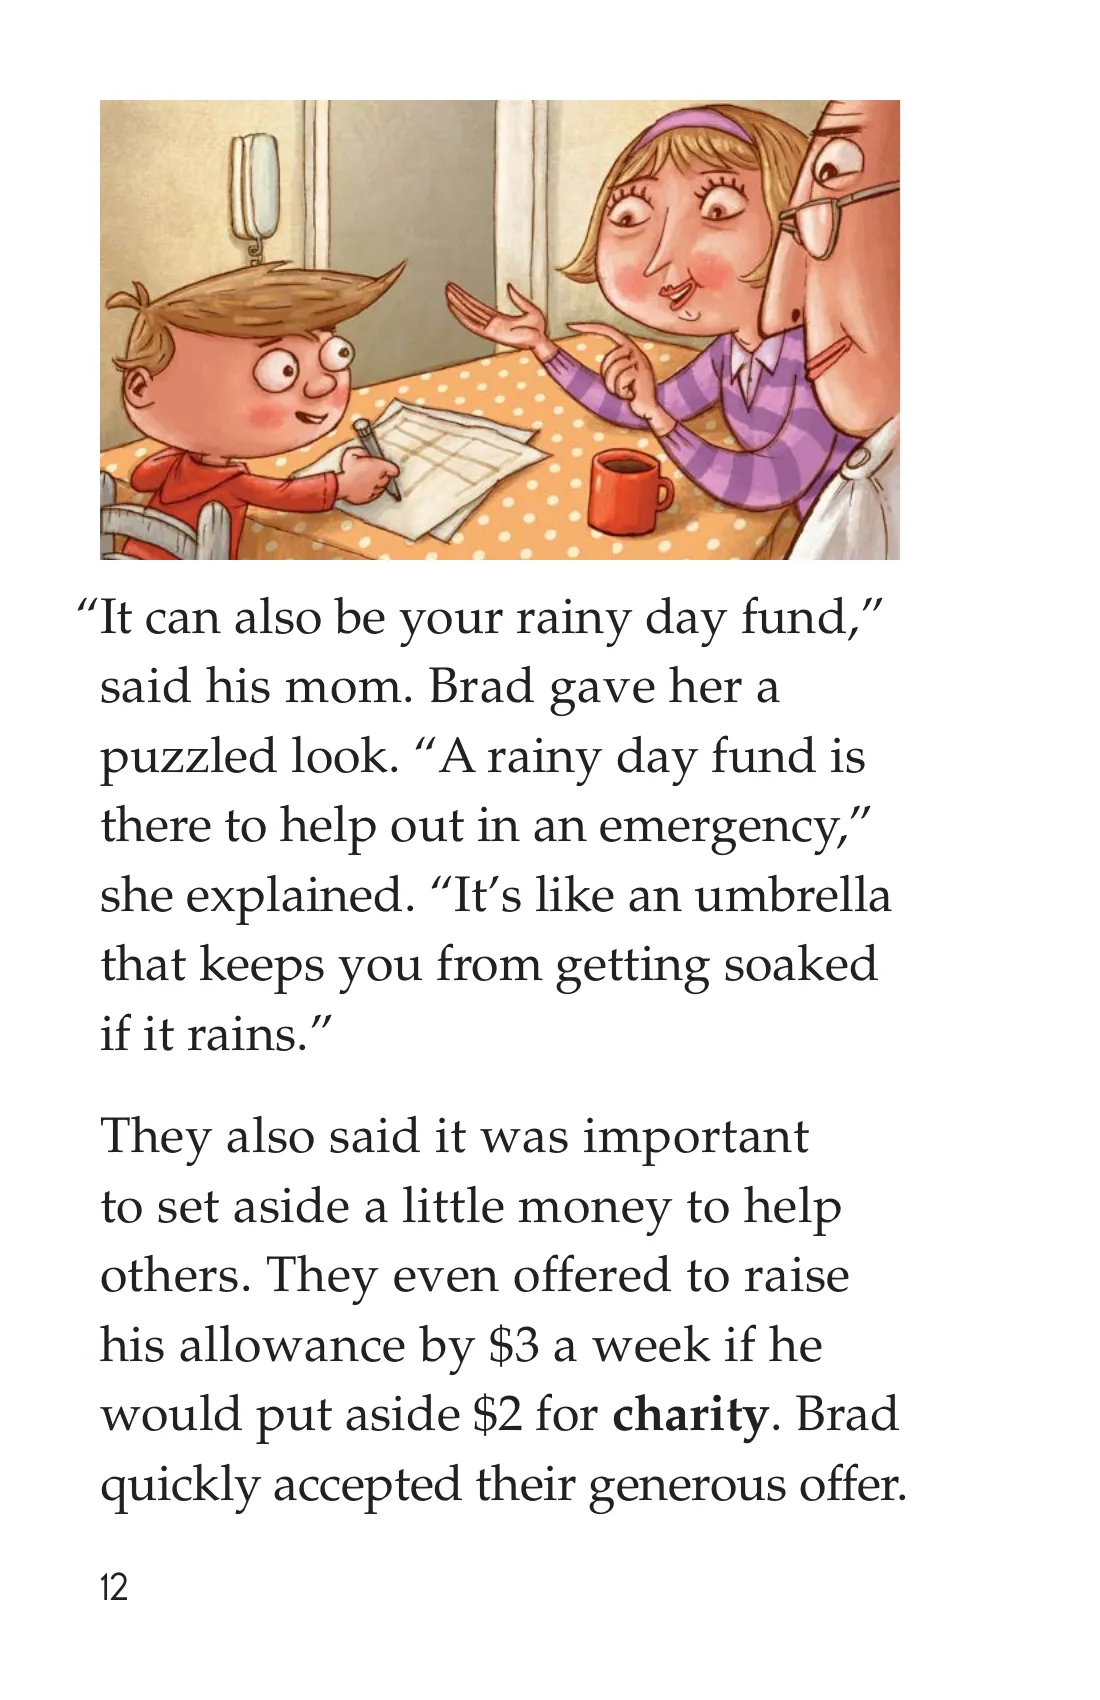 “It can also be your rainy day fund,”
said his mom. Brad gave her a
puzzled look. “A rainy day fund is
there to help out in an emergency,”
she explained. “It’s like an umbrella
that keeps you from getting soaked
if it rains.”
They also said it was important
to set aside a little money to help
others. They even offered to raise
his allowance by $3 a week if he
would put aside $2 for charity. Brad
quickly accepted their generous offer.
12